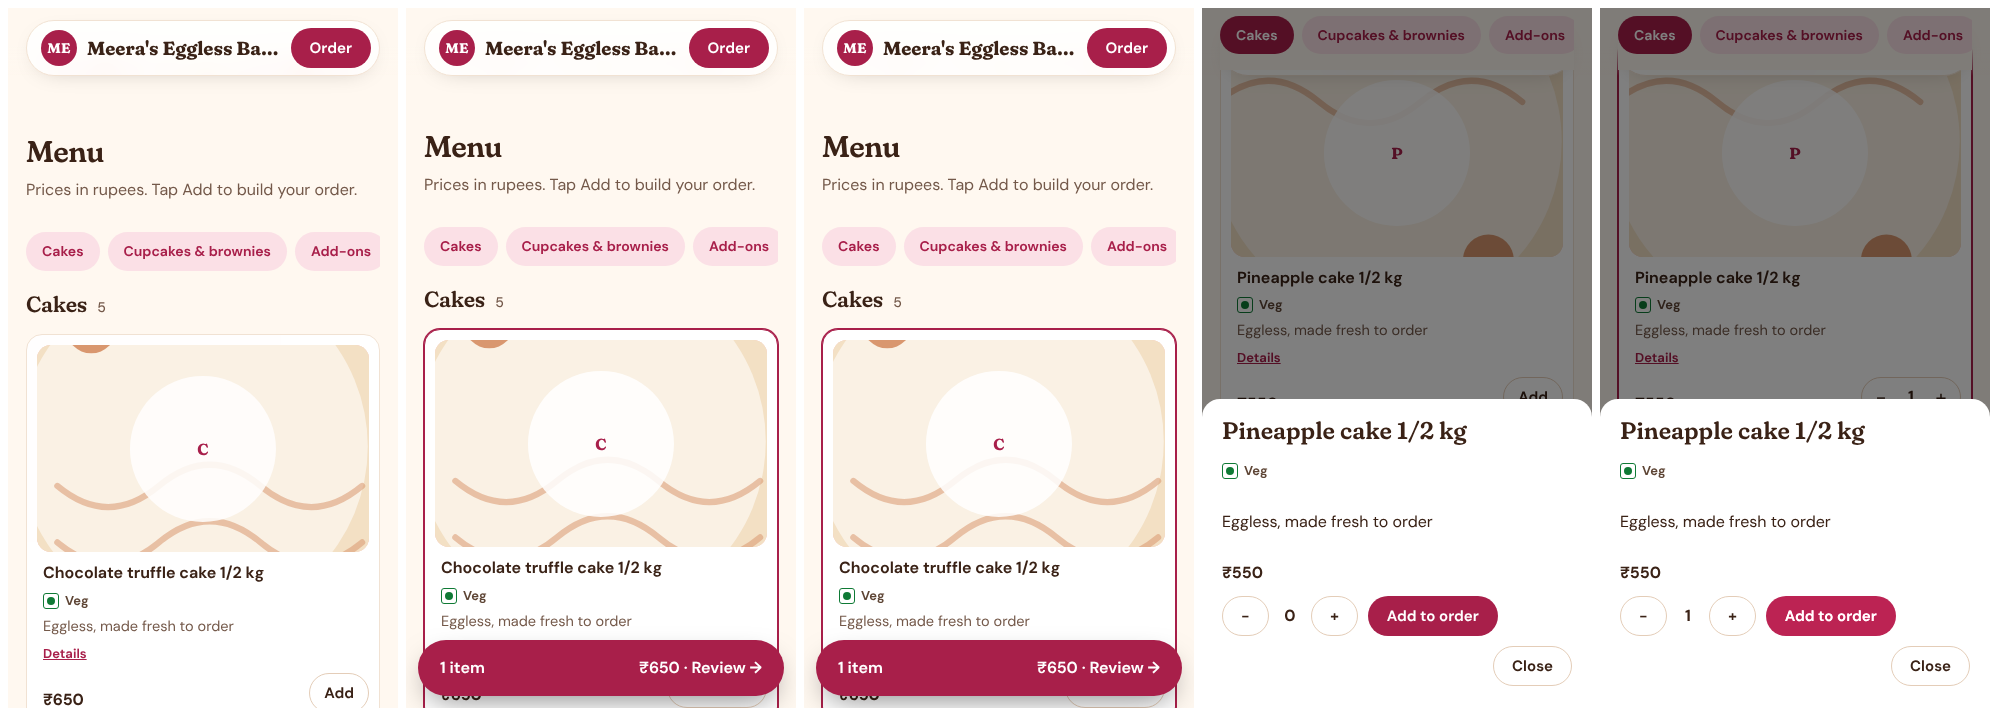 ME Meera's Eggless Ba... Order
Menu
Prices in rupees. Tap Add to build your order.
Cakes Cupcakes & brownies Add-ons
Cakes 5
C
Chocolate truffle cake 1/2 kg
Veg
Eggless, made fresh to order
Details
₹650 Add
ME Meera's Eggless Ba... Order
Menu
Prices in rupees. Tap Add to build your order.
Cakes Cupcakes & brownies Add-ons
Cakes 5
C
Chocolate truffle cake 1/2 kg
Veg
Eggless, made fresh to order
1 item ₹650 · Review →
₹650
ME Meera's Eggless Ba... Order
Menu
Prices in rupees. Tap Add to build your order.
Cakes Cupcakes & brownies Add-ons
Cakes 5
C
Chocolate truffle cake 1/2 kg
Veg
Eggless, made fresh to order
1 item ₹650 · Review →
₹650
Cakes Cupcakes & brownies Add-ons
P
Pineapple cake 1/2 kg
Veg
Eggless, made fresh to order
Details
₹550 Add
Pineapple cake 1/2 kg
Veg
Eggless, made fresh to order
₹550
- 0 + Add to order
Close
Cakes Cupcakes & brownies Add-ons
P
Pineapple cake 1/2 kg
Veg
Eggless, made fresh to order
Details
₹550 - 1 +
Pineapple cake 1/2 kg
Veg
Eggless, made fresh to order
₹550
- 1 + Add to order
Close